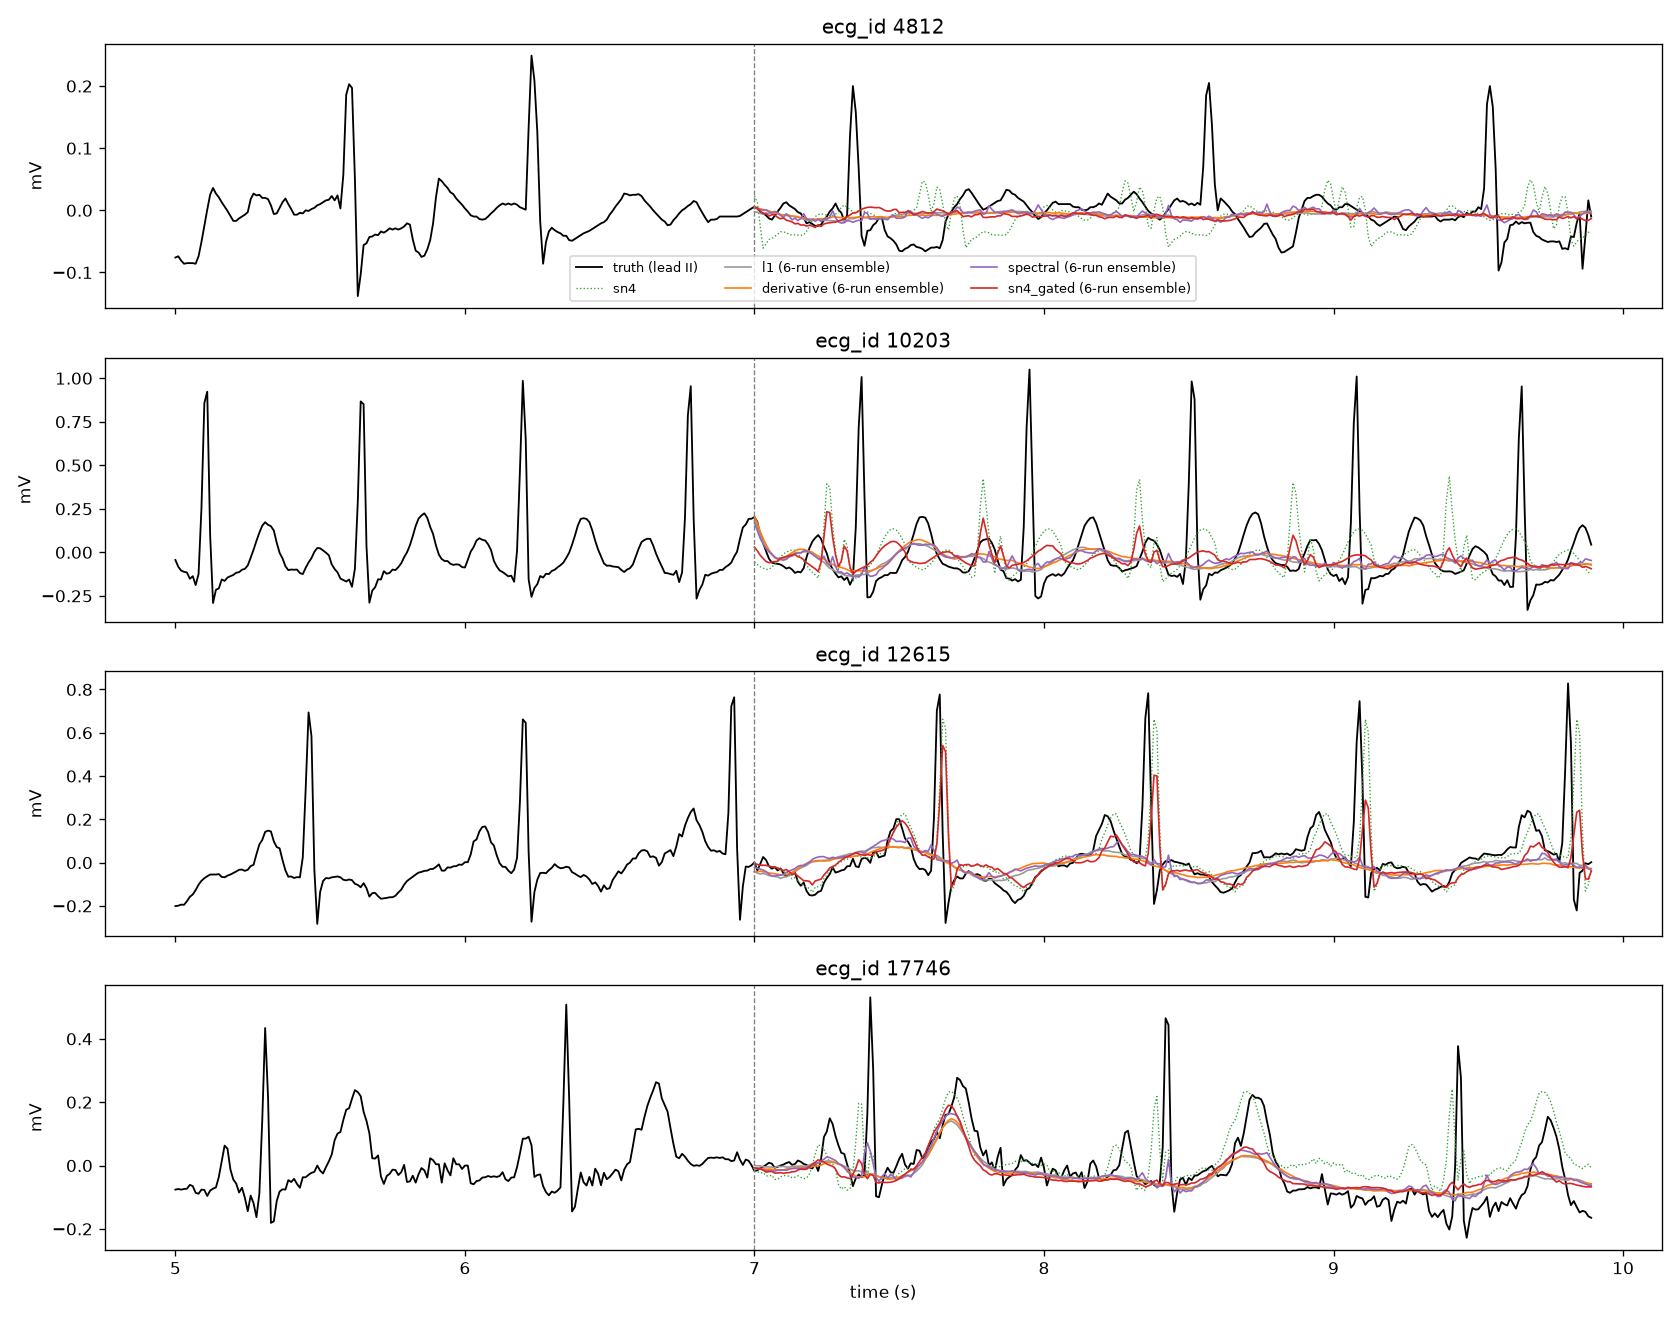 ecg_id 4812
mV
0.2
0.1
0.0
−0.1
truth (lead II)
sn4
l1 (6-run ensemble)
derivative (6-run ensemble)
spectral (6-run ensemble)
sn4_gated (6-run ensemble)
ecg_id 10203
mV
1.00
0.75
0.50
0.25
0.00
−0.25
ecg_id 12615
mV
0.8
0.6
0.4
0.2
0.0
−0.2
ecg_id 17746
mV
0.4
0.2
0.0
−0.2
5 6 7 8 9 10
time (s)